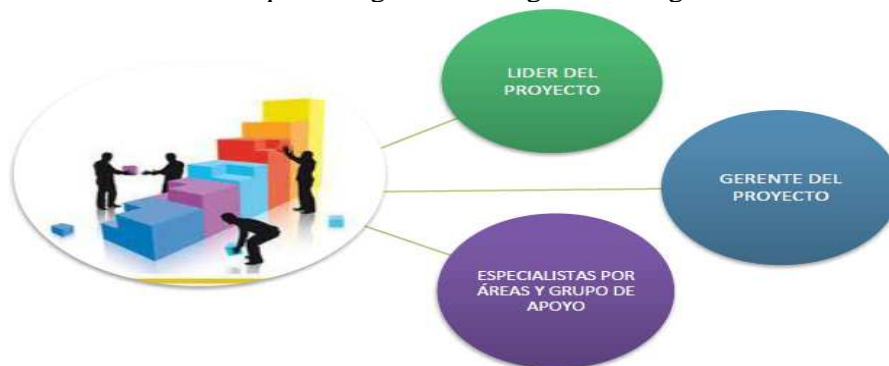 LIDER DEL
PROYECTO
GERENTE DEL
PROYECTO
ESPECIALISTAS POR
ÁREAS Y GRUPO DE
APOYO